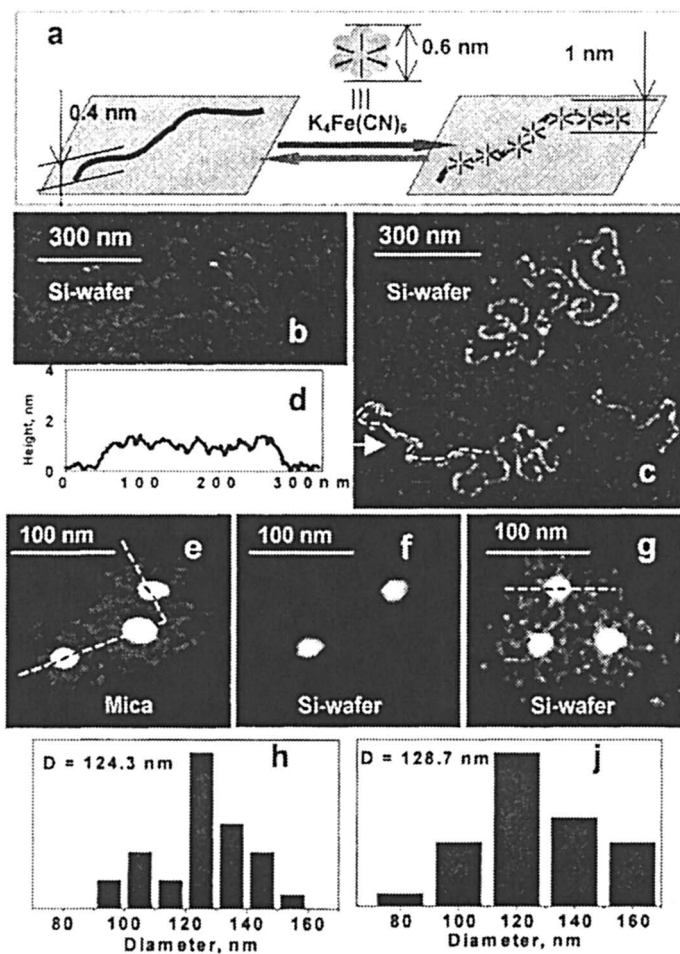 a
0.6 nm
1 nm
0.4 nm
K₄Fe(CN)₆
300 nm
Si-wafer
b
300 nm
Si-wafer
c
d
4
2
0
Height, nm
0 100 200 300nm
100 nm
e
Mica
100 nm
f
Si-wafer
100 nm
g
Si-wafer
D = 124.3 nm
h
80 100 120 140 160
Diameter, nm
D = 128.7 nm
j
80 100 120 140 160
Diameter, nm